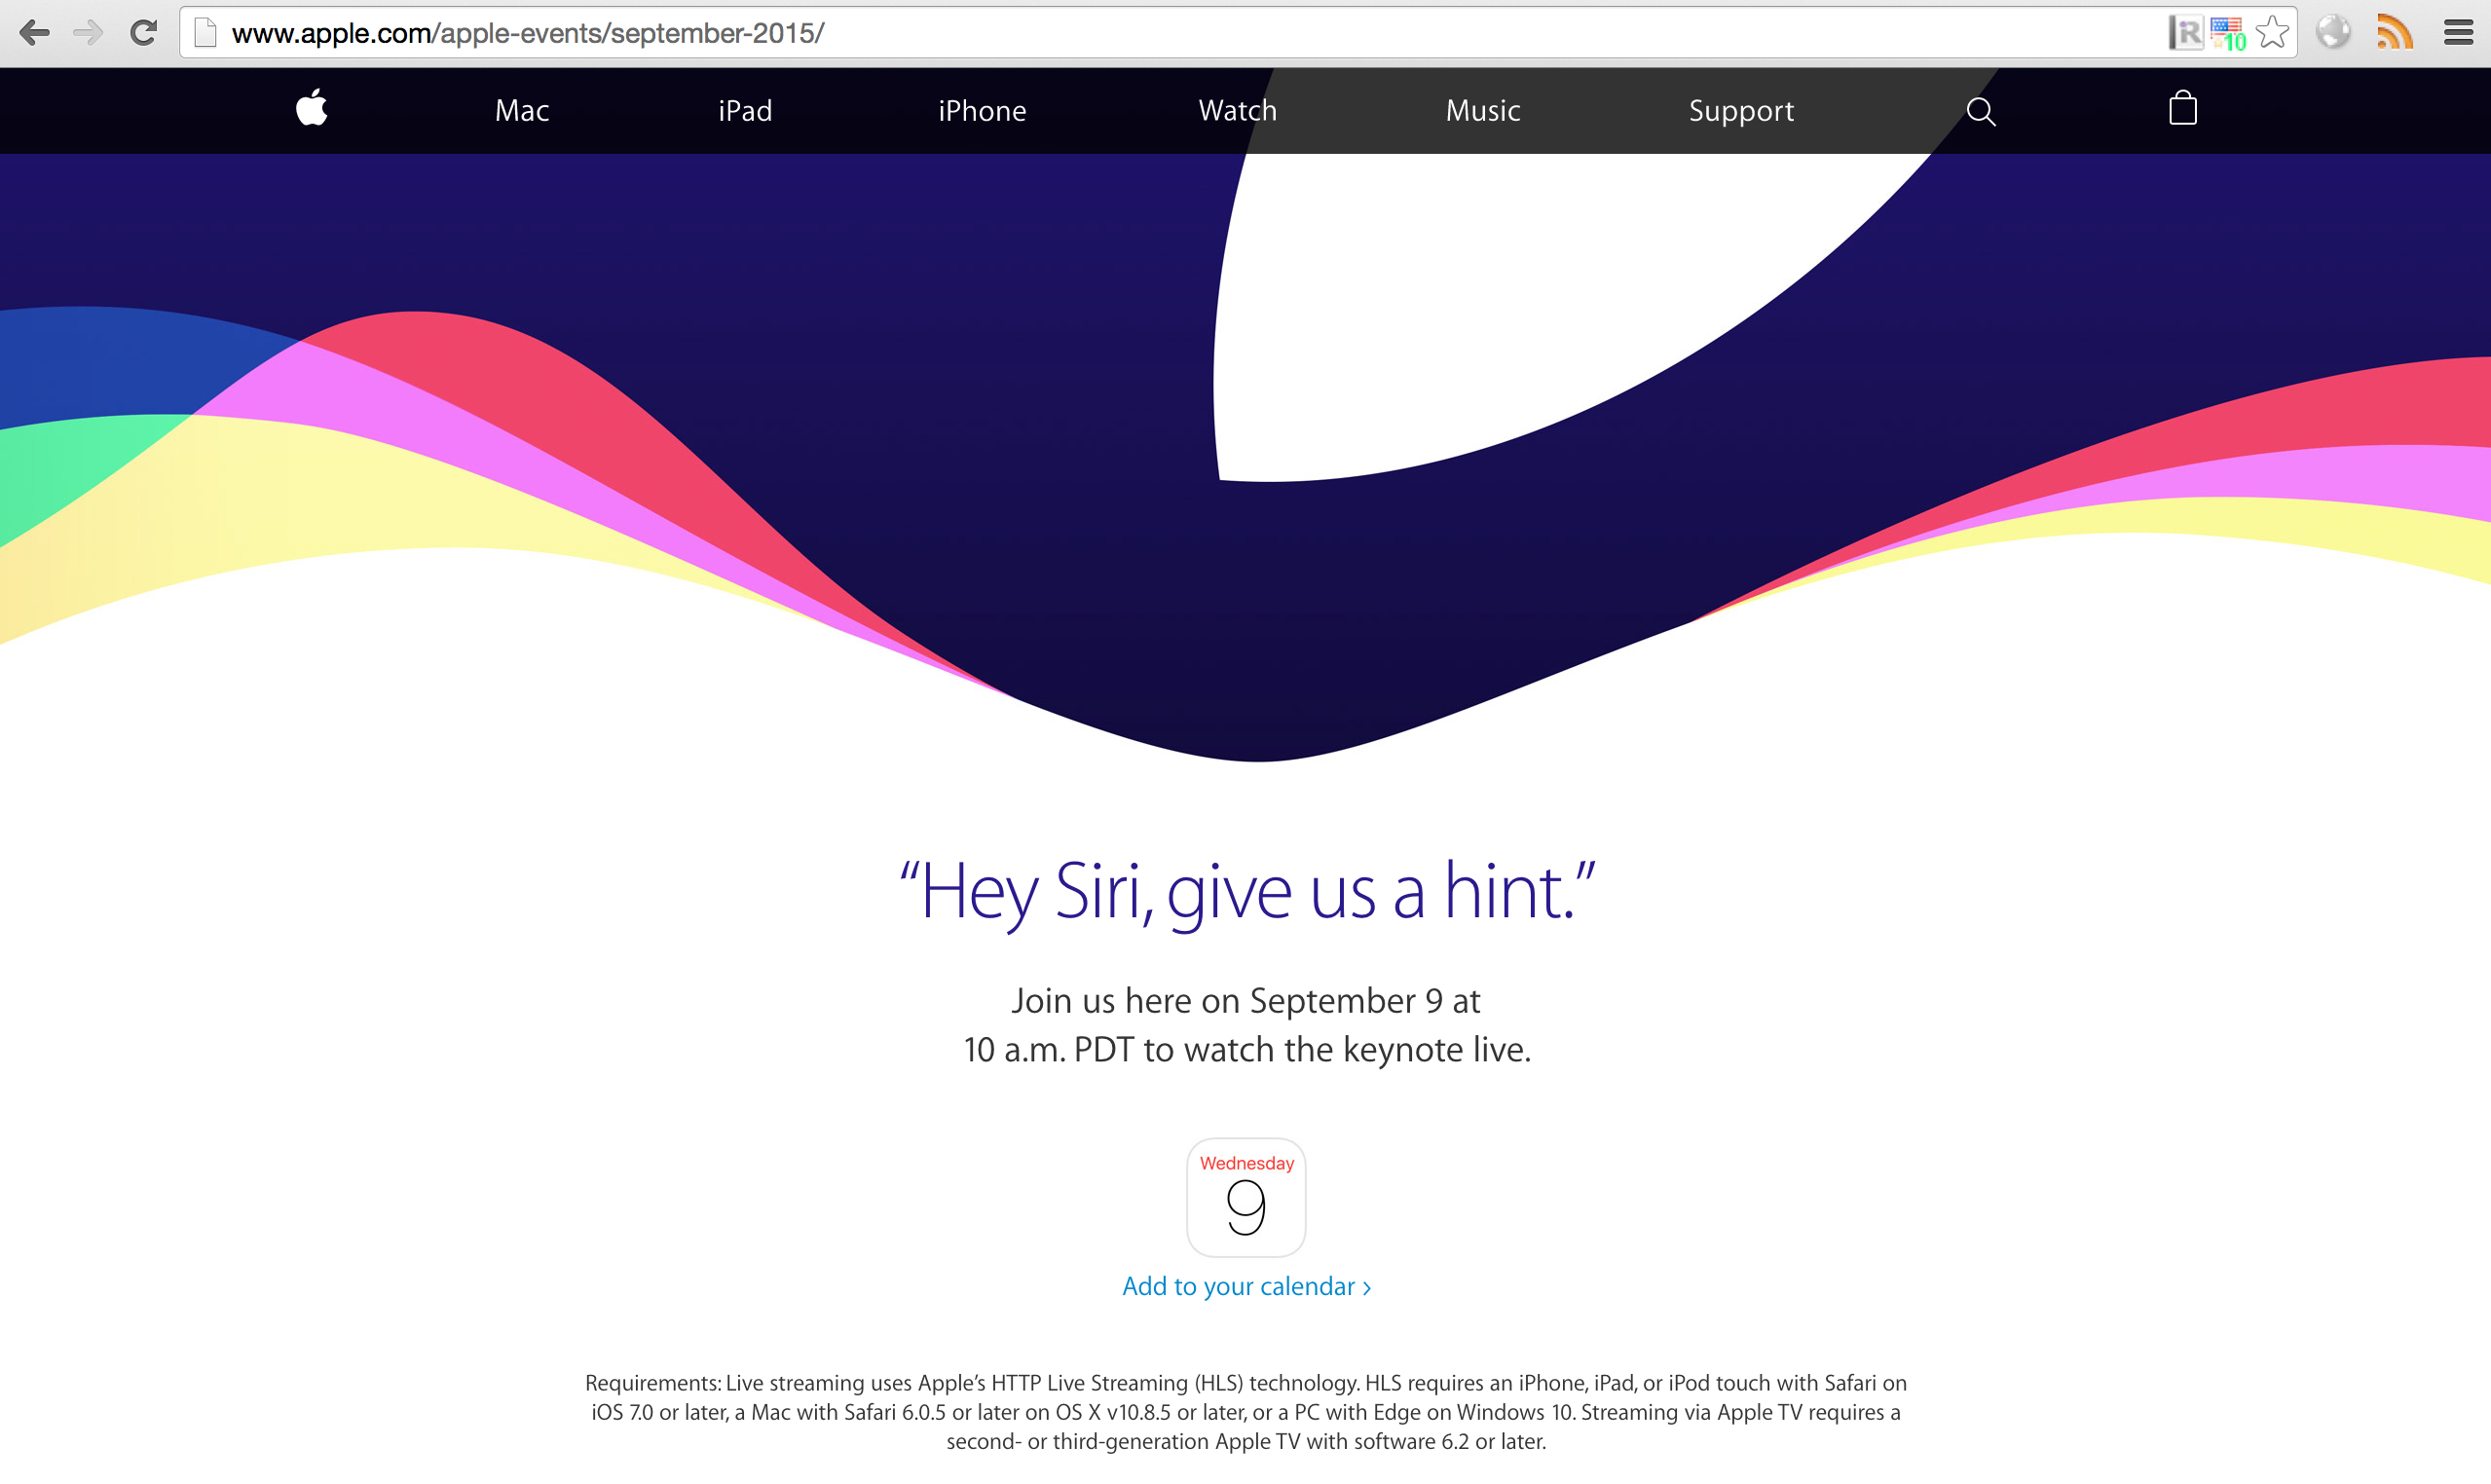 www.apple.com/apple-events/september-2015/
R
10
Mac iPad iPhone Watch Music Support
“Hey Siri, give us a hint.”
Join us here on September 9 at
10 a.m. PDT to watch the keynote live.
Wednesday
9
Add to your calendar ›
Requirements: Live streaming uses Apple’s HTTP Live Streaming (HLS) technology. HLS requires an iPhone, iPad, or iPod touch with Safari on
iOS 7.0 or later, a Mac with Safari 6.0.5 or later on OS X v10.8.5 or later, or a PC with Edge on Windows 10. Streaming via Apple TV requires a
second- or third-generation Apple TV with software 6.2 or later.